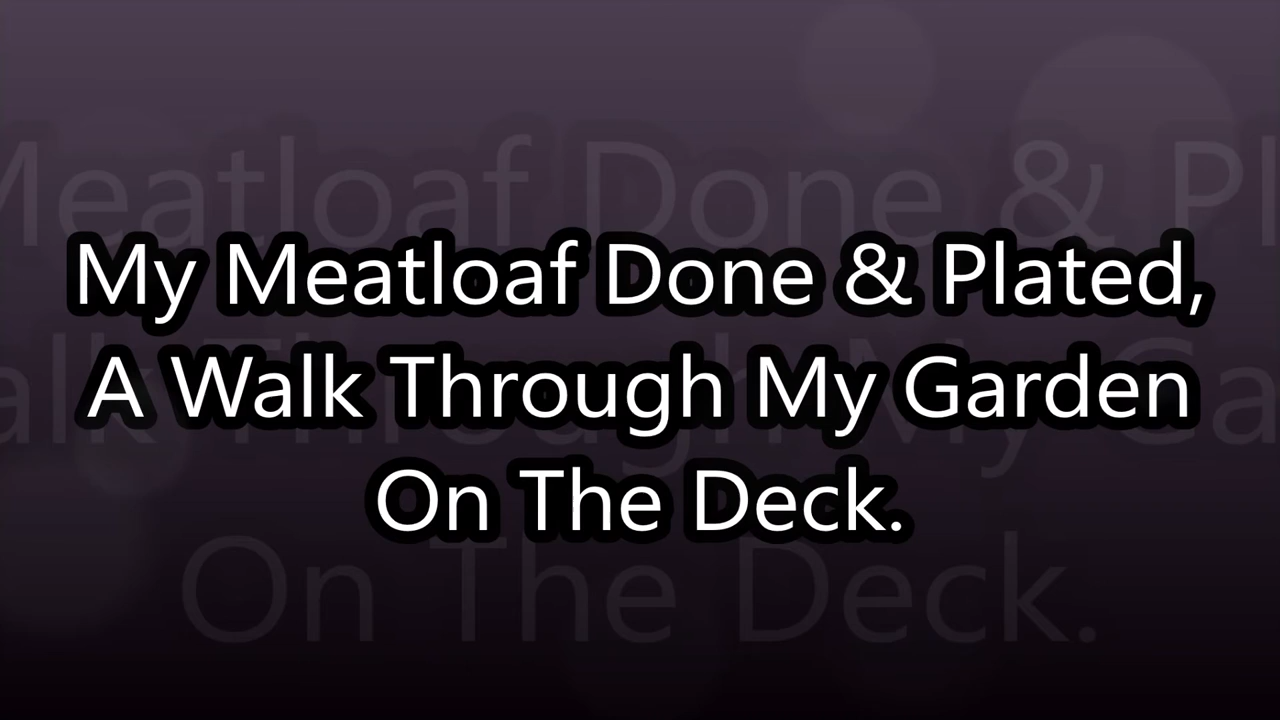 My Meatloaf Done & Plated,
A Walk Through My Garden
On The Deck.